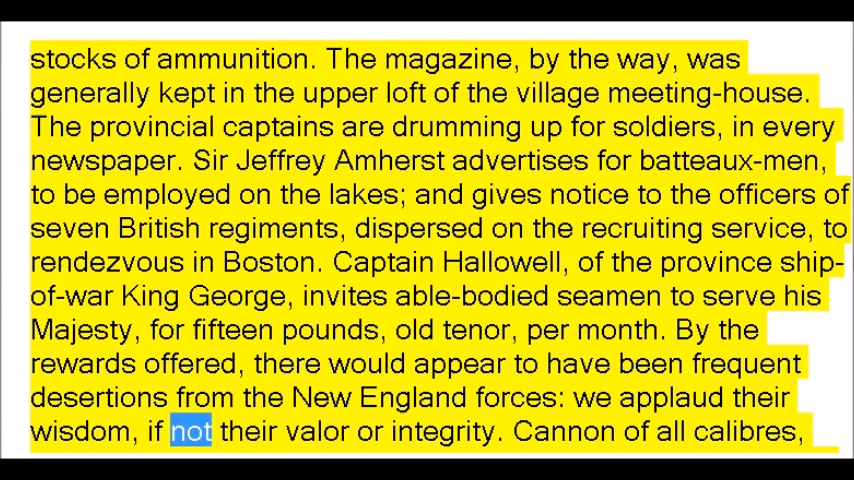 stocks of ammunition. The magazine, by the way, was
generally kept in the upper loft of the village meeting-house.
The provincial captains are drumming up for soldiers, in every
newspaper. Sir Jeffrey Amherst advertises for batteaux-men,
to be employed on the lakes; and gives notice to the officers of
seven British regiments, dispersed on the recruiting service, to
rendezvous in Boston. Captain Hallowell, of the province ship-
of-war King George, invites able-bodied seamen to serve his
Majesty, for fifteen pounds, old tenor, per month. By the
rewards offered, there would appear to have been frequent
desertions from the New England forces: we applaud their
wisdom, if not their valor or integrity. Cannon of all calibres,